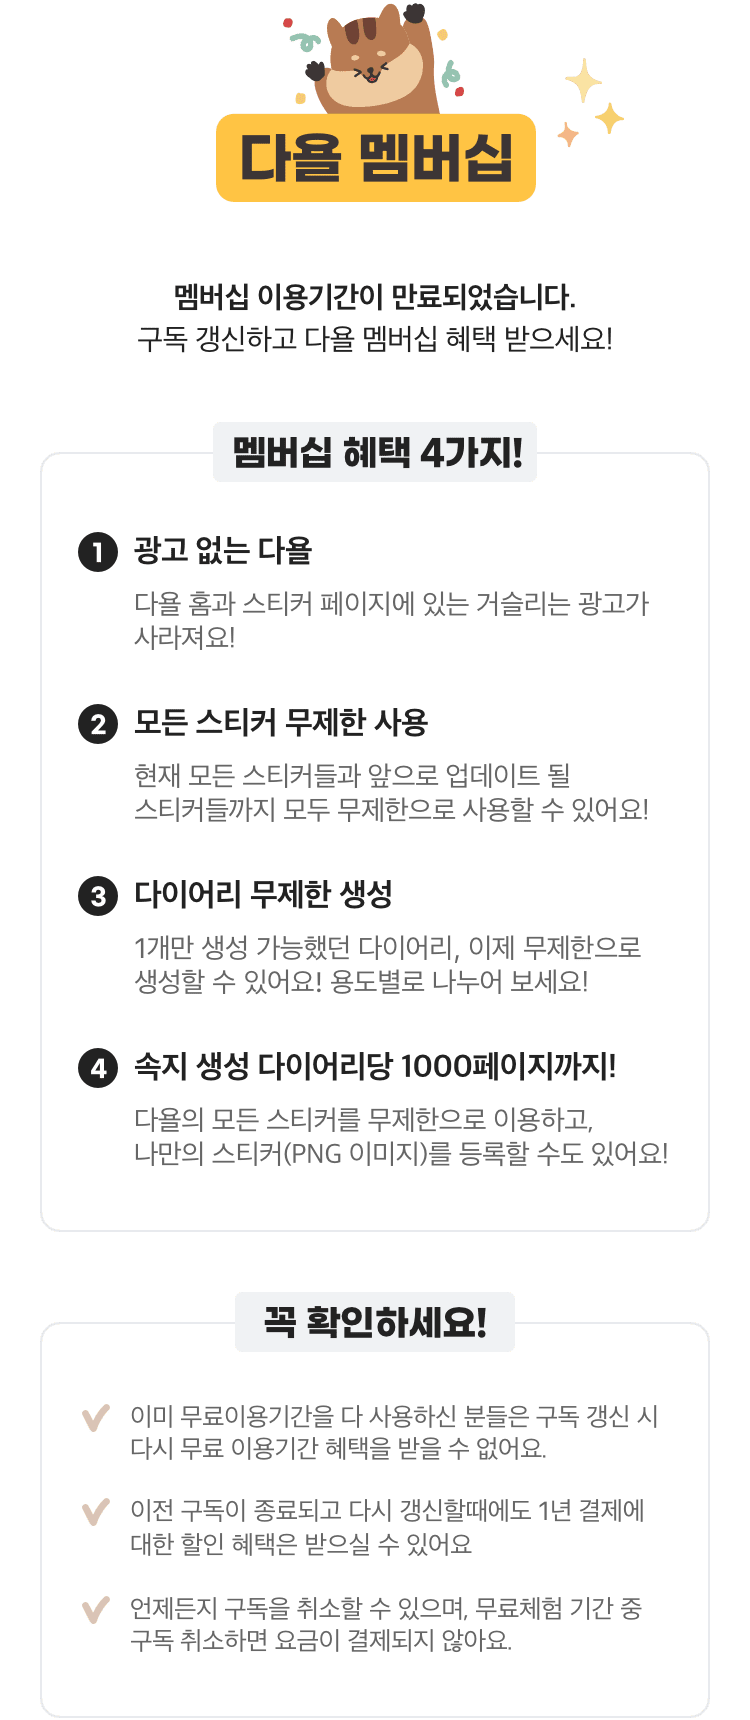 다욜 멤버십
멤버십 이용기간이 만료되었습니다.
구독 갱신하고 다욜 멤버십 혜택 받으세요!
멤버십 혜택 4가지!
1 광고 없는 다욜
다욜 홈과 스티커 페이지에 있는 거슬리는 광고가
사라져요!
2 모든 스티커 무제한 사용
현재 모든 스티커들과 앞으로 업데이트 될
스티커들까지 모두 무제한으로 사용할 수 있어요!
3 다이어리 무제한 생성
1개만 생성 가능했던 다이어리, 이제 무제한으로
생성할 수 있어요! 용도별로 나누어 보세요!
4 속지 생성 다이어리당 1000페이지까지!
다욜의 모든 스티커를 무제한으로 이용하고,
나만의 스티커(PNG 이미지)를 등록할 수도 있어요!
꼭 확인하세요!
이미 무료이용기간을 다 사용하신 분들은 구독 갱신 시
다시 무료 이용기간 혜택을 받을 수 없어요.
이전 구독이 종료되고 다시 갱신할때에도 1년 결제에
대한 할인 혜택은 받으실 수 있어요
언제든지 구독을 취소할 수 있으며, 무료체험 기간 중
구독 취소하면 요금이 결제되지 않아요.